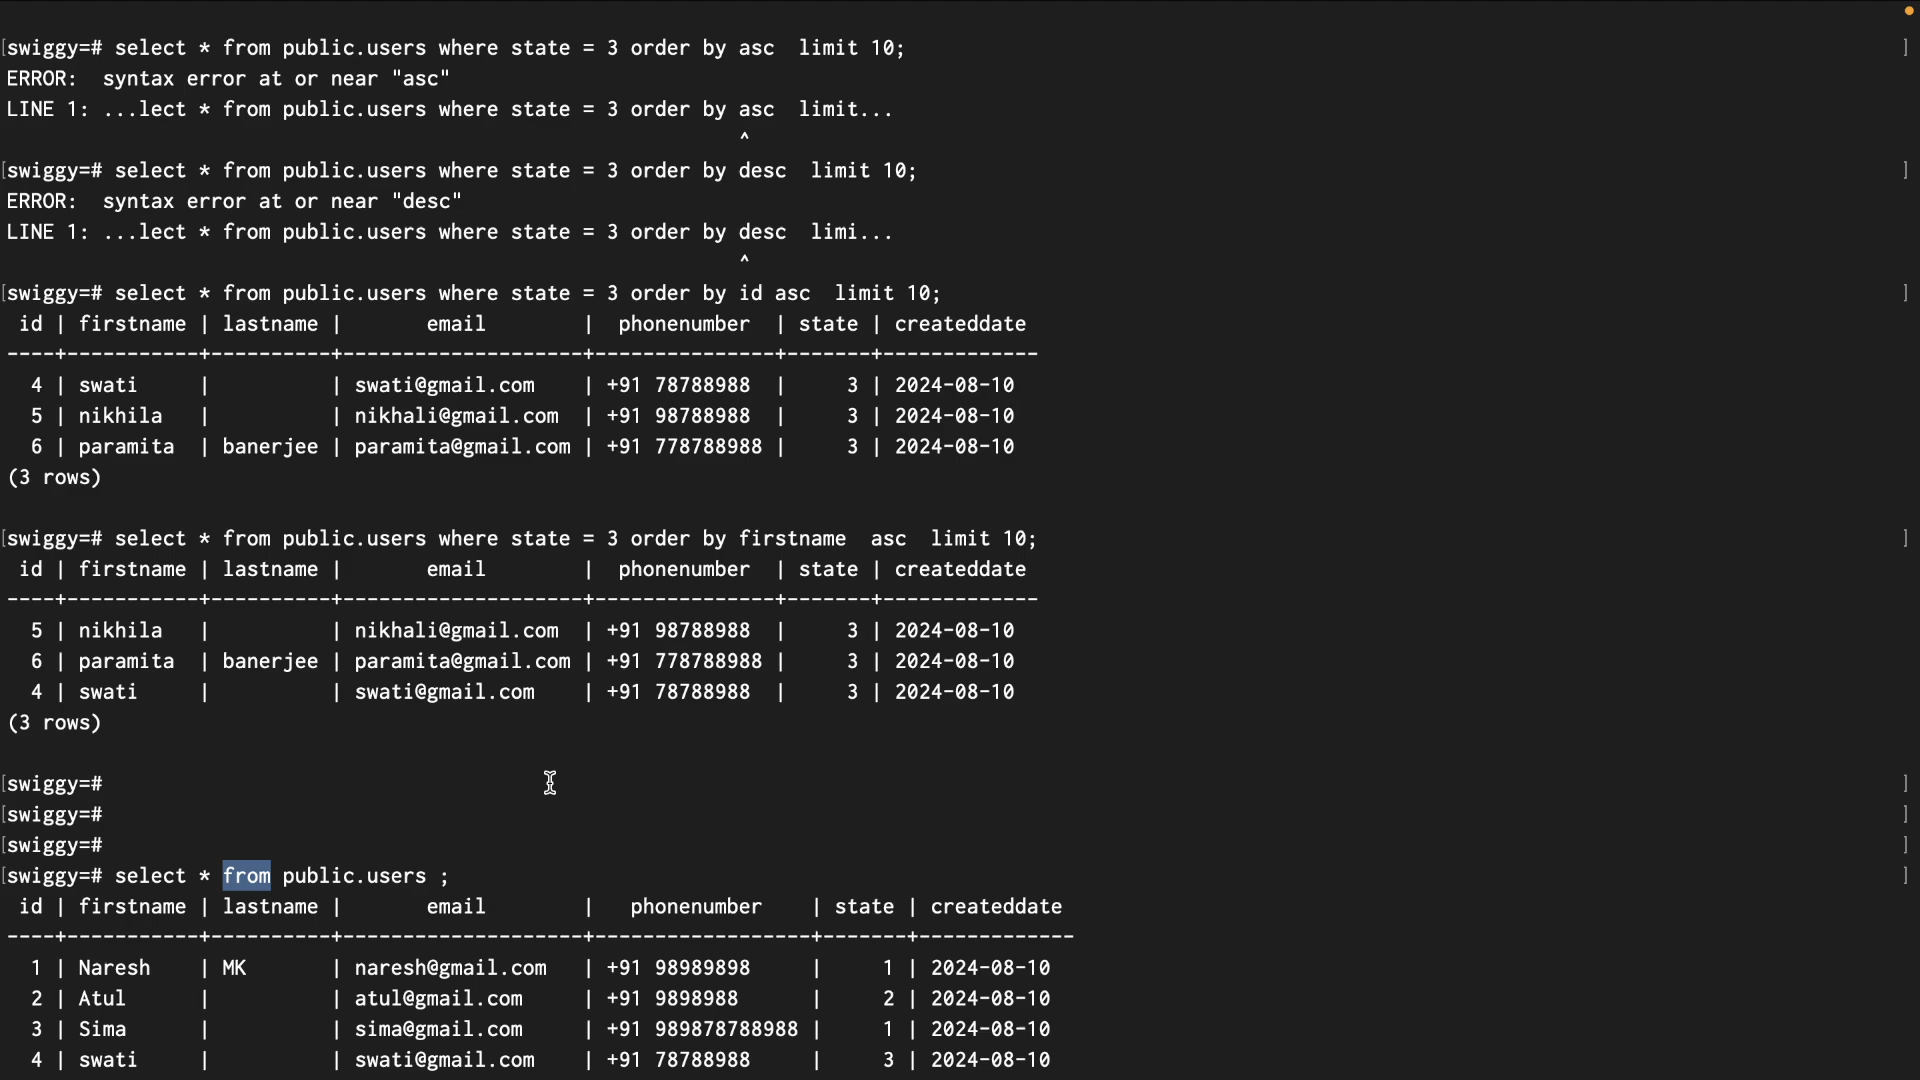 [swiggy=# select * from public.users where state = 3 order by asc  limit 10; ]
ERROR:  syntax error at or near "asc"
LINE 1: ...lect * from public.users where state = 3 order by asc  limit...
                                                             ^
[swiggy=# select * from public.users where state = 3 order by desc  limit 10; ]
ERROR:  syntax error at or near "desc"
LINE 1: ...lect * from public.users where state = 3 order by desc  limi...
                                                             ^
[swiggy=# select * from public.users where state = 3 order by id asc  limit 10; ]
 id | firstname | lastname |       email        |  phonenumber  | state | createddate
----+-----------+----------+--------------------+---------------+-------+-------------
  4 | swati     |          | swati@gmail.com    | +91 78788988  |     3 | 2024-08-10
  5 | nikhila   |          | nikhali@gmail.com  | +91 98788988  |     3 | 2024-08-10
  6 | paramita  | banerjee | paramita@gmail.com | +91 778788988 |     3 | 2024-08-10
(3 rows)
[swiggy=# select * from public.users where state = 3 order by firstname  asc  limit 10; ]
 id | firstname | lastname |       email        |  phonenumber  | state | createddate
----+-----------+----------+--------------------+---------------+-------+-------------
  5 | nikhila   |          | nikhali@gmail.com  | +91 98788988  |     3 | 2024-08-10
  6 | paramita  | banerjee | paramita@gmail.com | +91 778788988 |     3 | 2024-08-10
  4 | swati     |          | swati@gmail.com    | +91 78788988  |     3 | 2024-08-10
(3 rows)
[swiggy=# ]
[swiggy=# ]
[swiggy=# ]
[swiggy=# select * from public.users ; ]
 id | firstname | lastname |       email        |   phonenumber    | state | createddate
----+-----------+----------+--------------------+------------------+-------+-------------
  1 | Naresh    | MK       | naresh@gmail.com   | +91 98989898     |     1 | 2024-08-10
  2 | Atul      |          | atul@gmail.com     | +91 9898988      |     2 | 2024-08-10
  3 | Sima      |          | sima@gmail.com     | +91 989878788988 |     1 | 2024-08-10
  4 | swati     |          | swati@gmail.com    | +91 78788988     |     3 | 2024-08-10